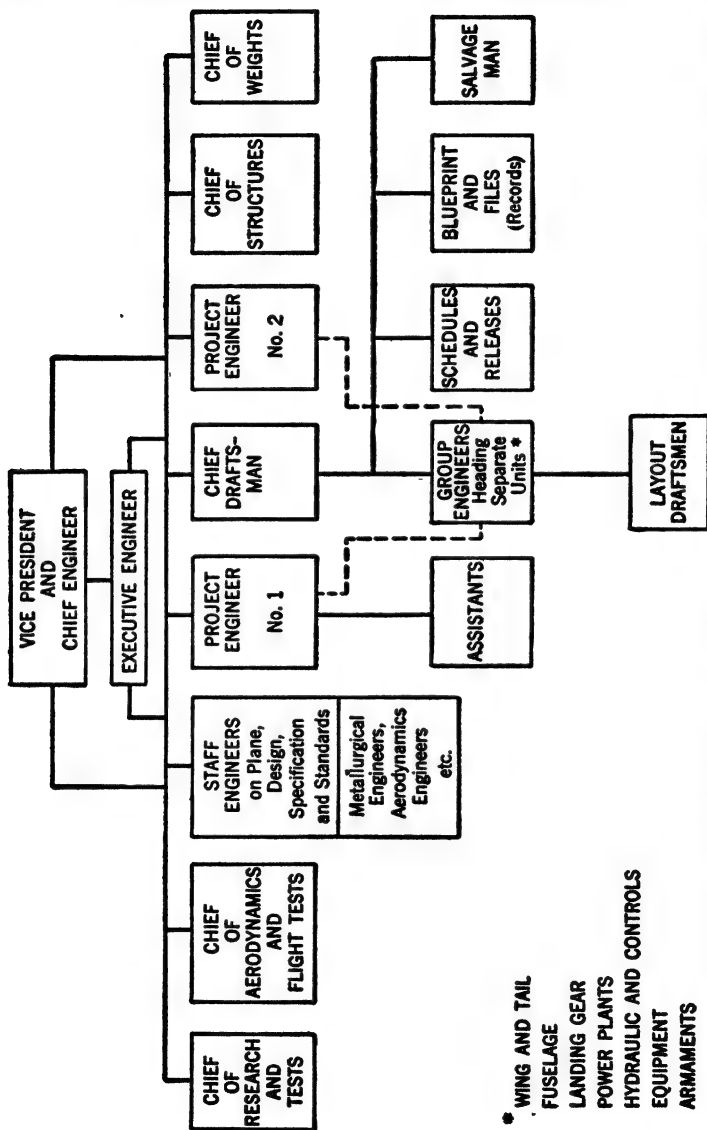 VICE PRESIDENT
AND
CHIEF ENGINEER
EXECUTIVE ENGINEER
CHIEF
OF
RESEARCH
AND
TESTS
CHIEF
OF
AERODYNAMICS
AND
FLIGHT TESTS
STAFF
ENGINEERS
on Plane,
Design,
Specification
and Standards
Metallurgical
Engineers,
Aerodynamics
Engineers
etc.
PROJECT
ENGINEER
No. 1
CHIEF
DRAFTS-
MAN
PROJECT
ENGINEER
No. 2
CHIEF
OF
STRUCTURES
CHIEF
OF
WEIGHTS
ASSISTANTS
GROUP
ENGINEERS
Heading
Separate
Units *
SCHEDULES
AND
RELEASES
BLUEPRINT
AND
FILES
(Records)
SALVAGE
MAN
LAYOUT
DRAFTSMEN
* WING AND TAIL
FUSELAGE
LANDING GEAR
POWER PLANTS
HYDRAULIC AND CONTROLS
EQUIPMENT
ARMAMENTS